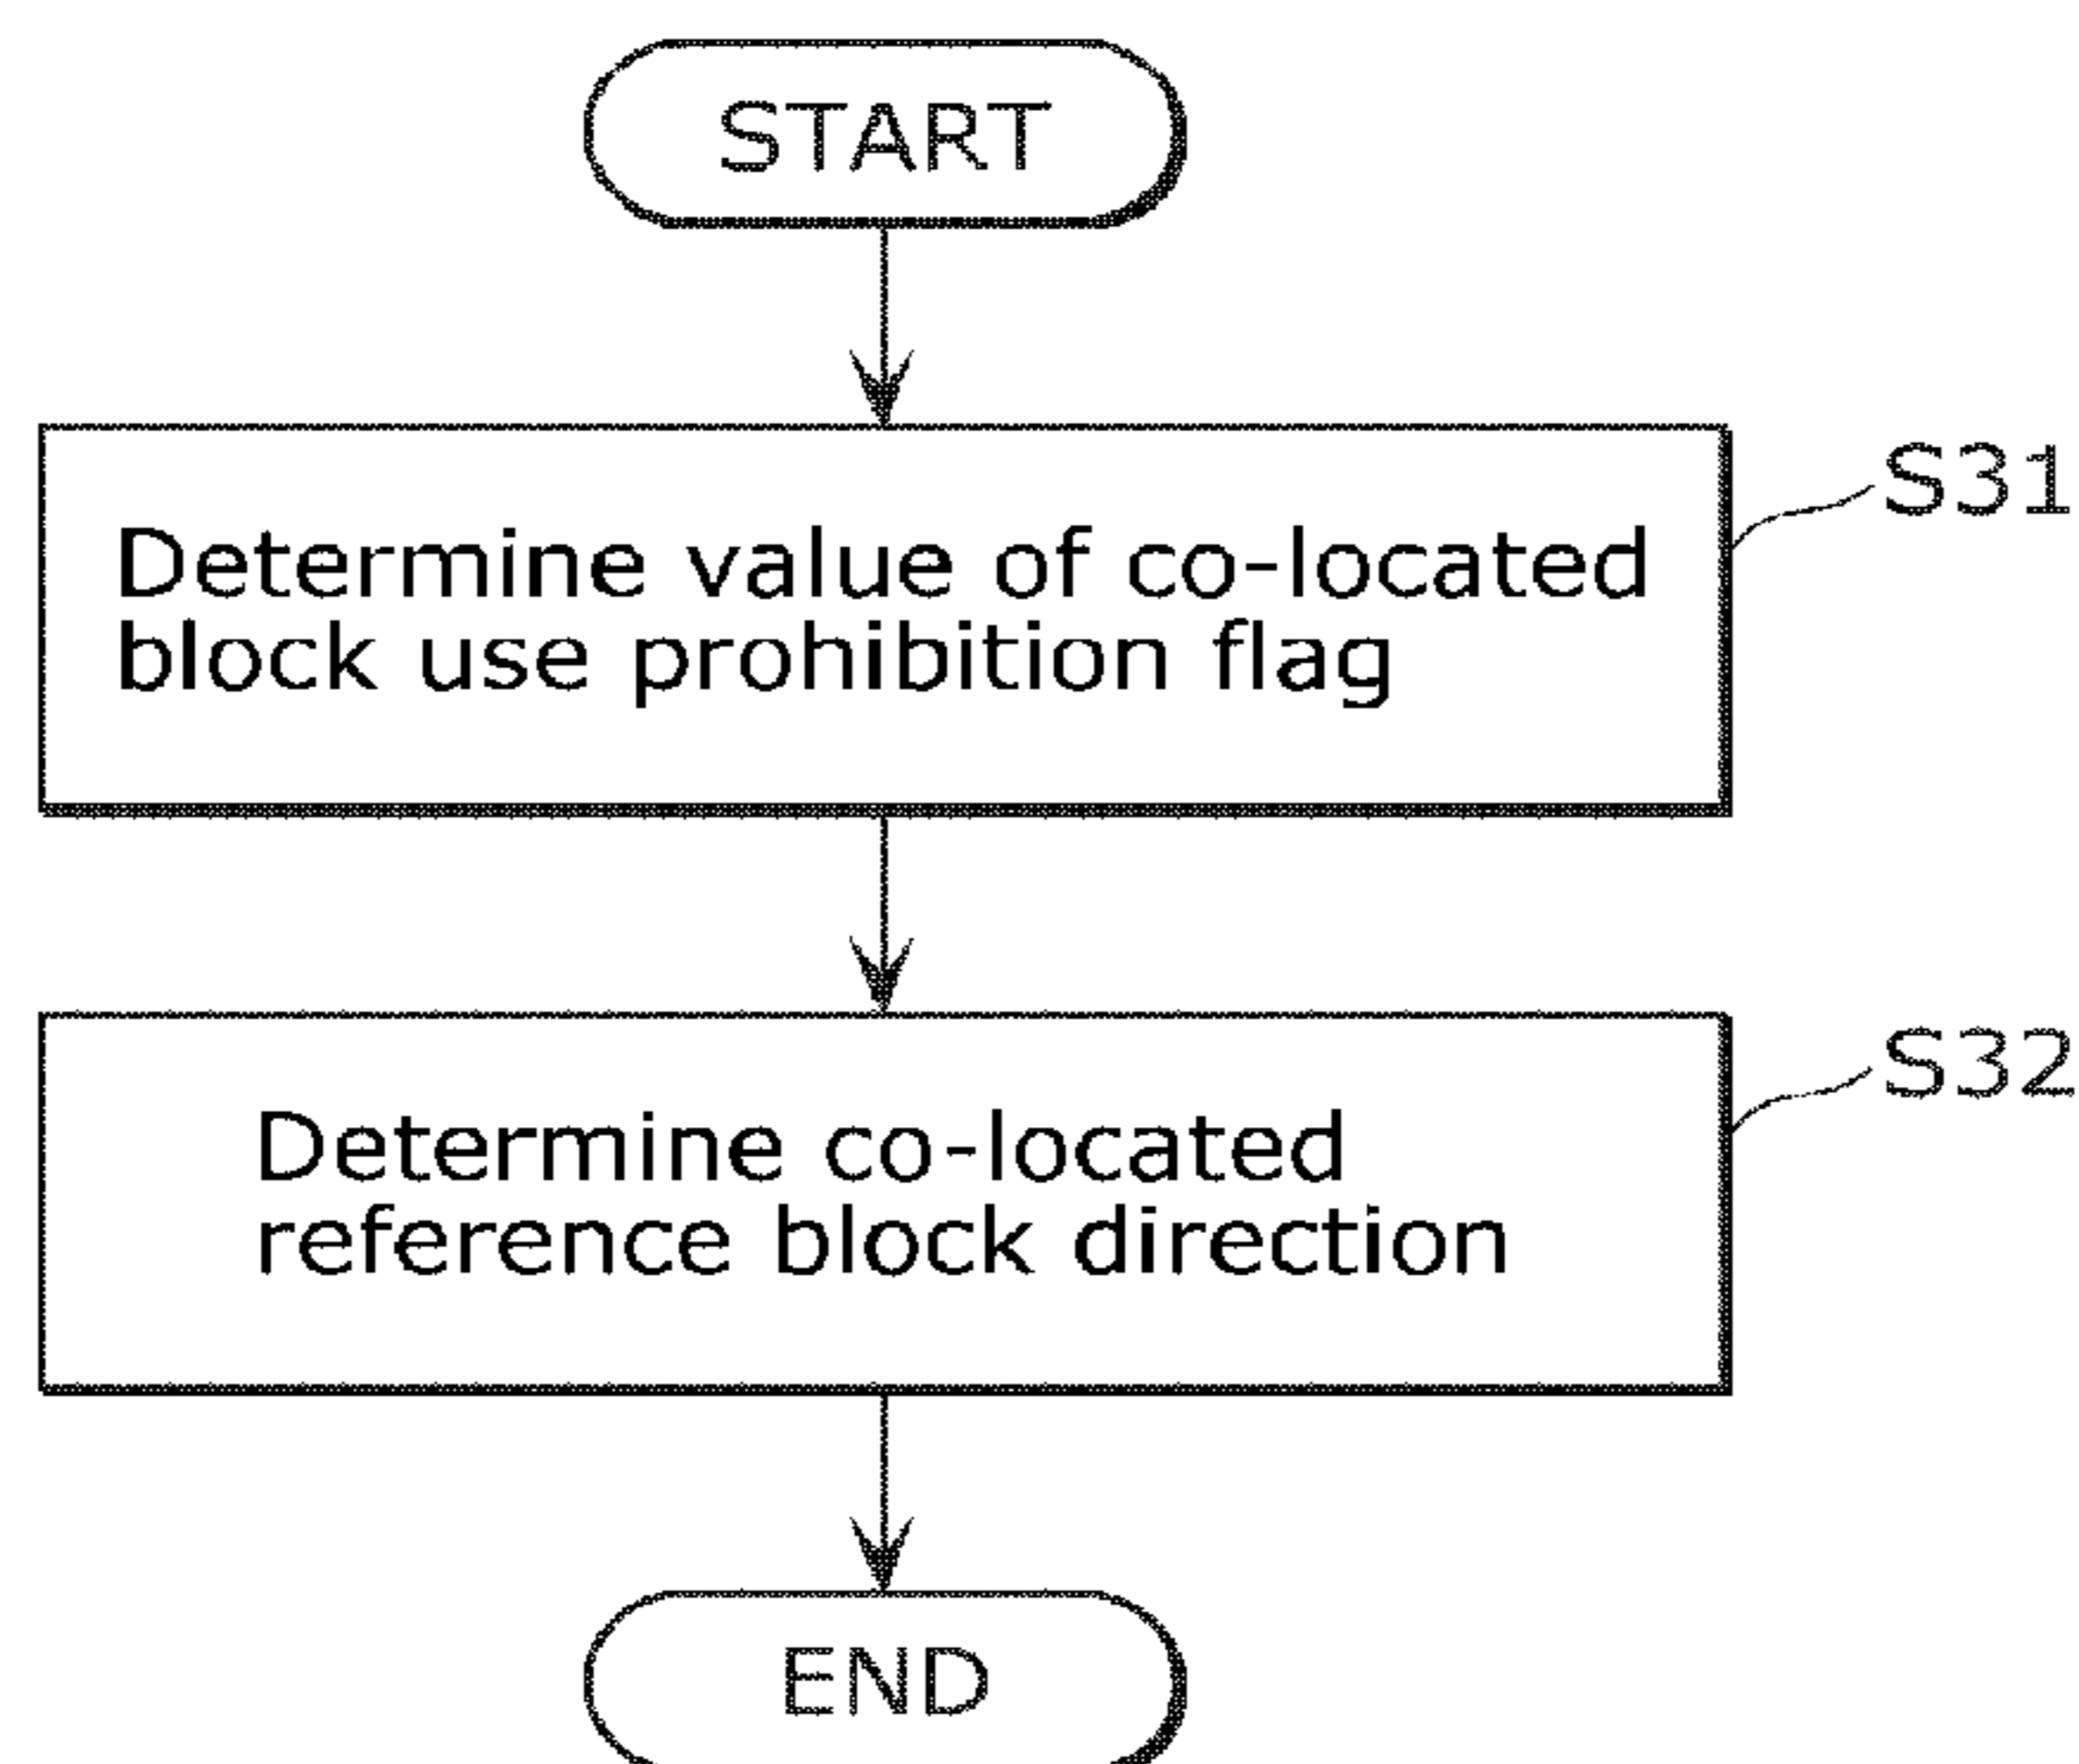 START
S31
Determine value of co-located
block use prohibition flag
S32
Determine co-located
reference block direction
END